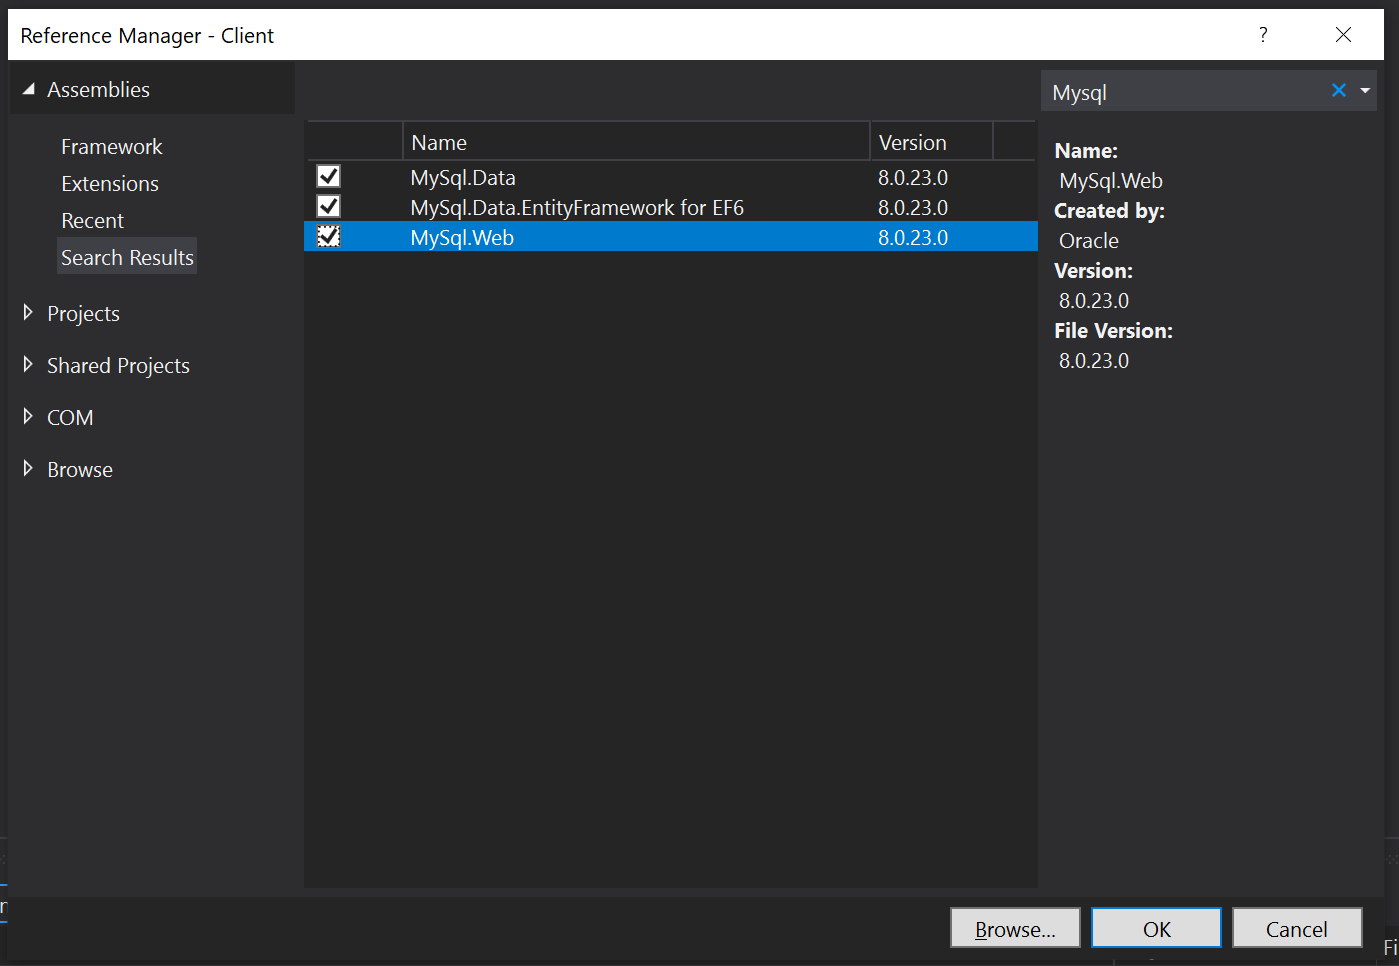 Reference Manager - Client
?
Assemblies
Framework
Extensions
Recent
Search Results
Projects
Shared Projects
COM
Browse
Name Version
MySql.Data 8.0.23.0
MySql.Data.EntityFramework for EF6 8.0.23.0
MySql.Web 8.0.23.0
Mysql
Name:
MySql.Web
Created by:
Oracle
Version:
8.0.23.0
File Version:
8.0.23.0
Browse...
OK
Cancel
Fi